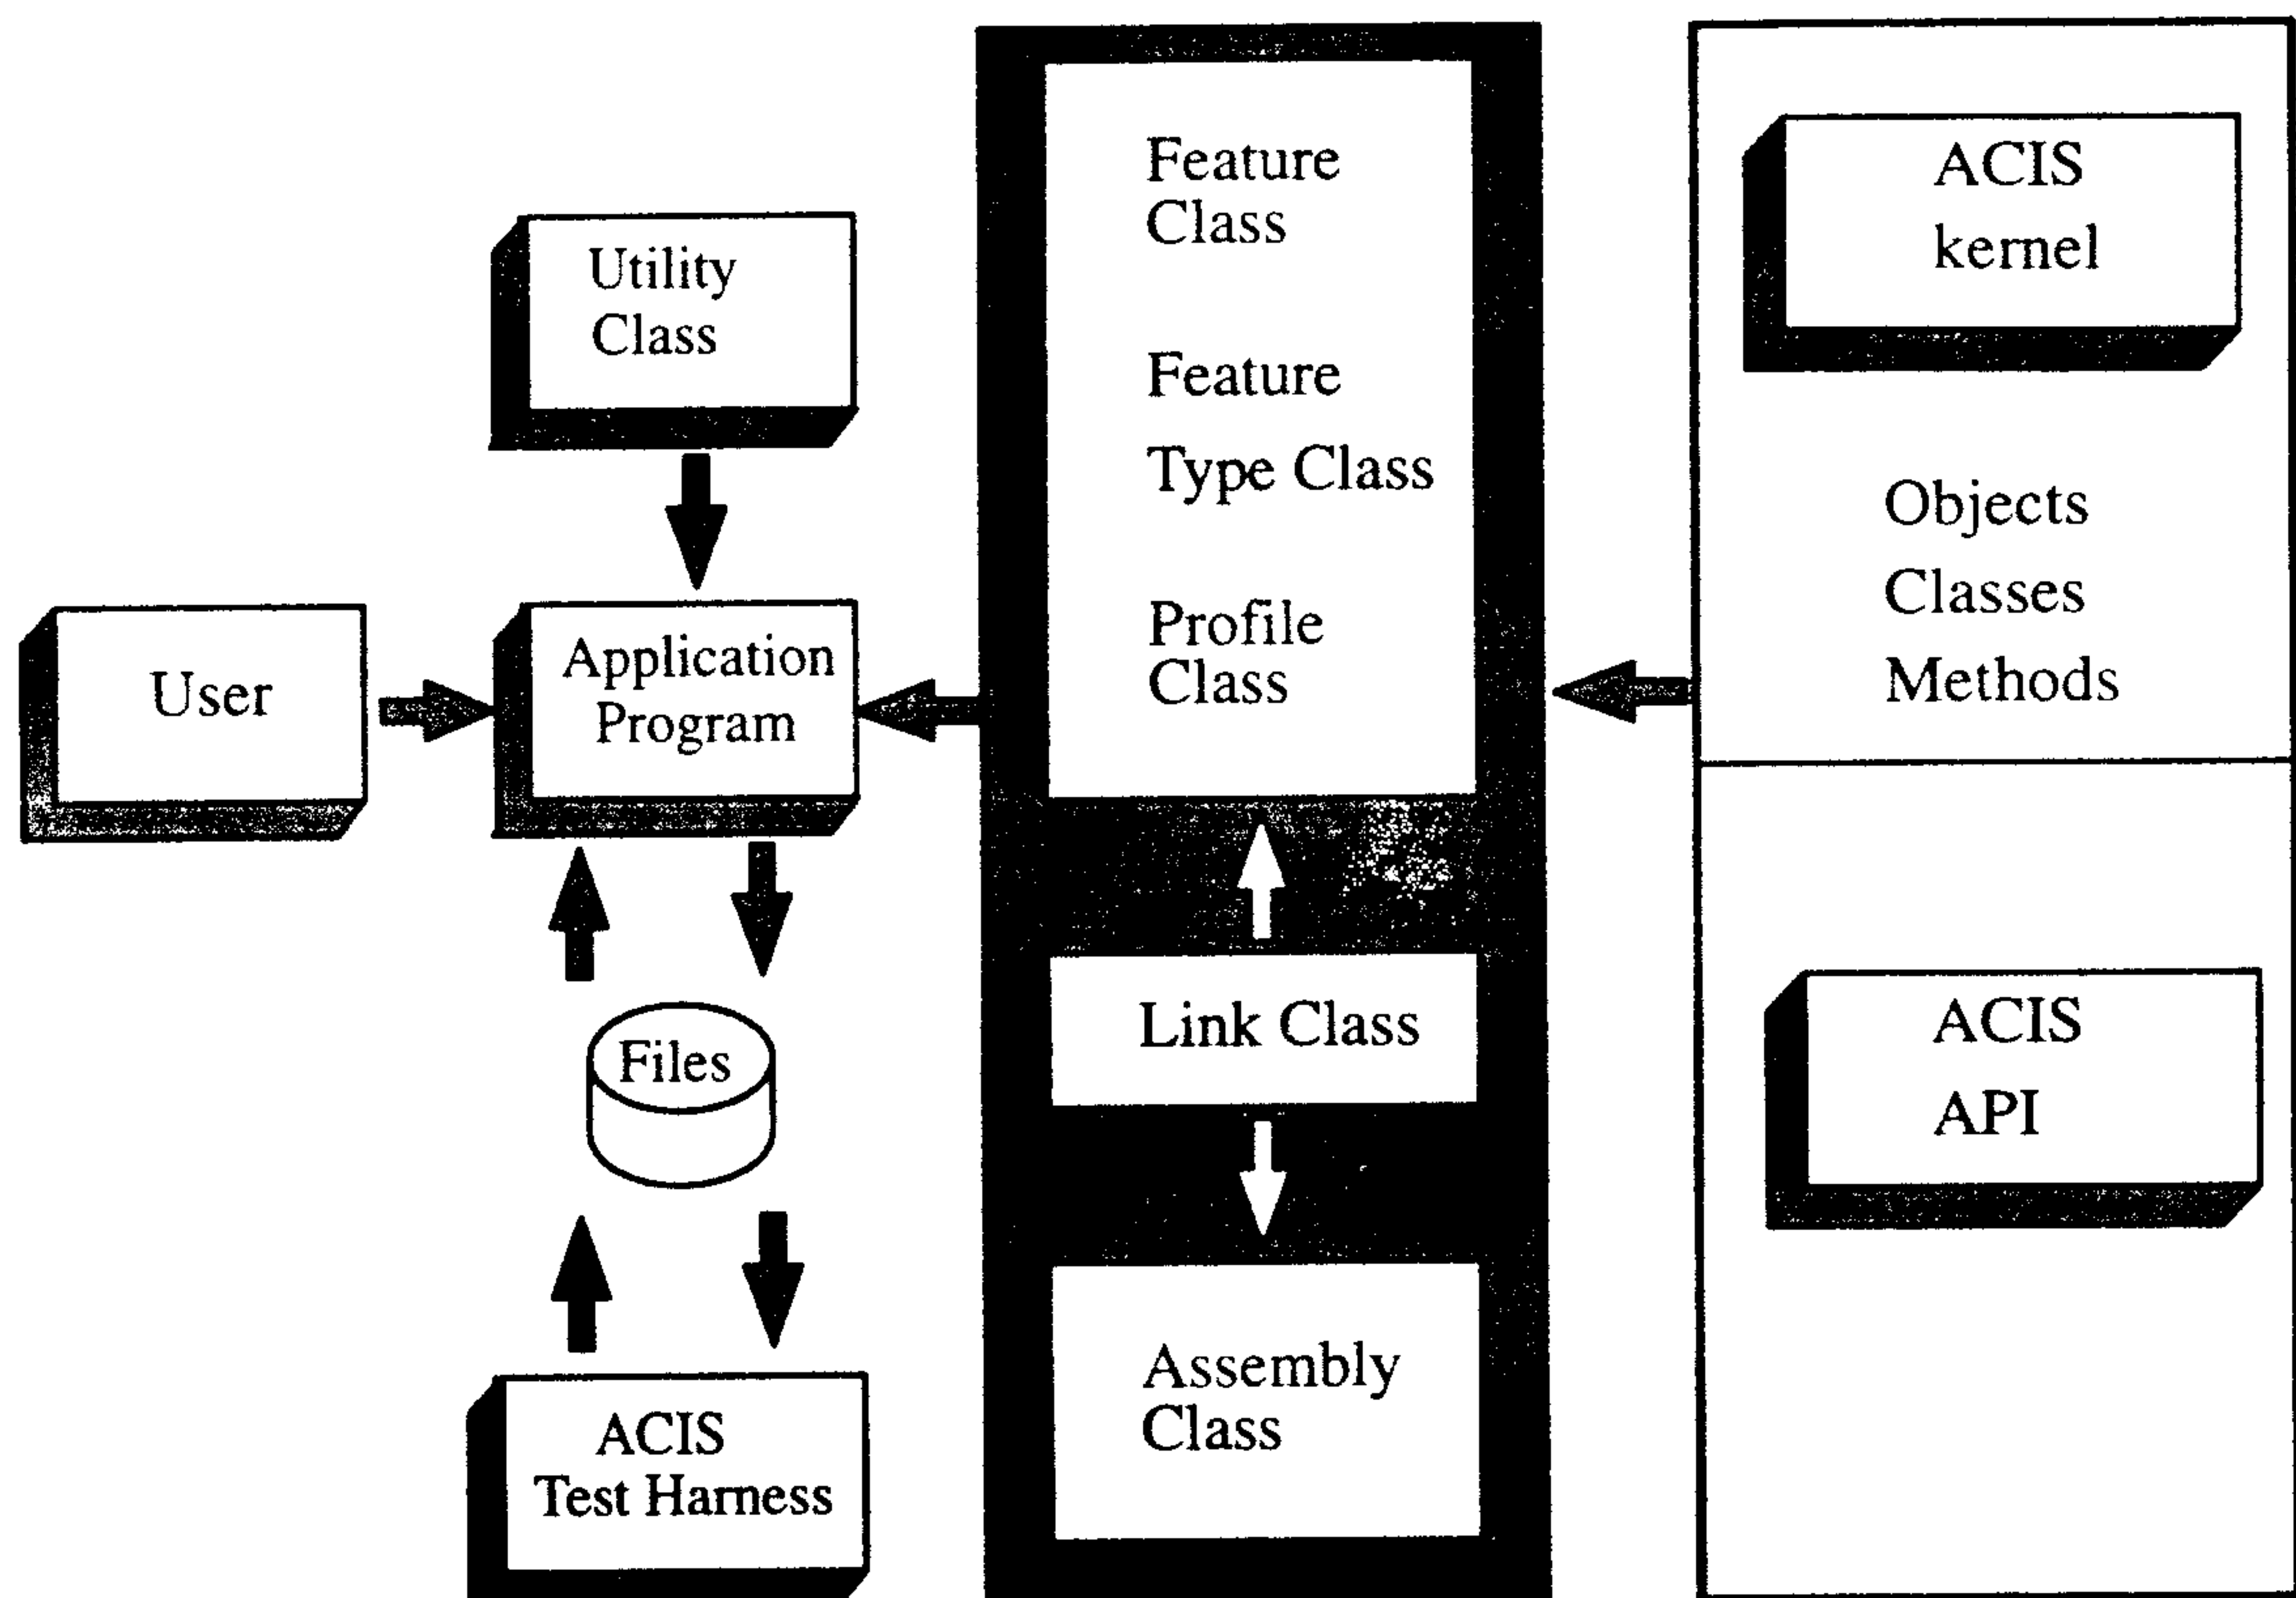 Utility
Class
User
Application
Program
Files
ACIS
Test Harness
Feature
Class
Feature
Type Class
Profile
Class
Link Class
Assembly
Class
ACIS
kernel
Objects
Classes
Methods
ACIS
API